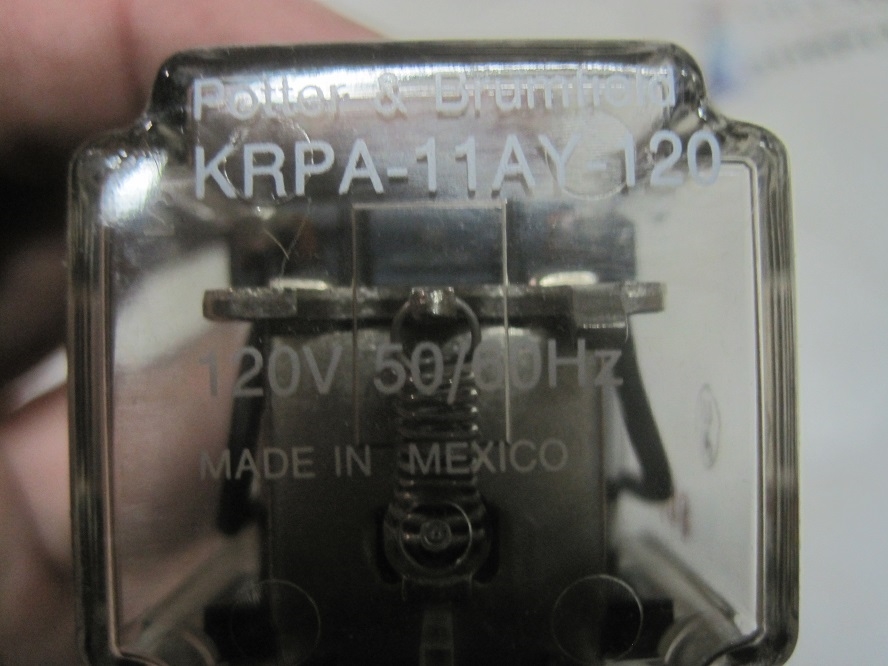 Potter & Brumfield
KRPA-11AY-120
120V 50/60Hz
MADE IN MEXICO